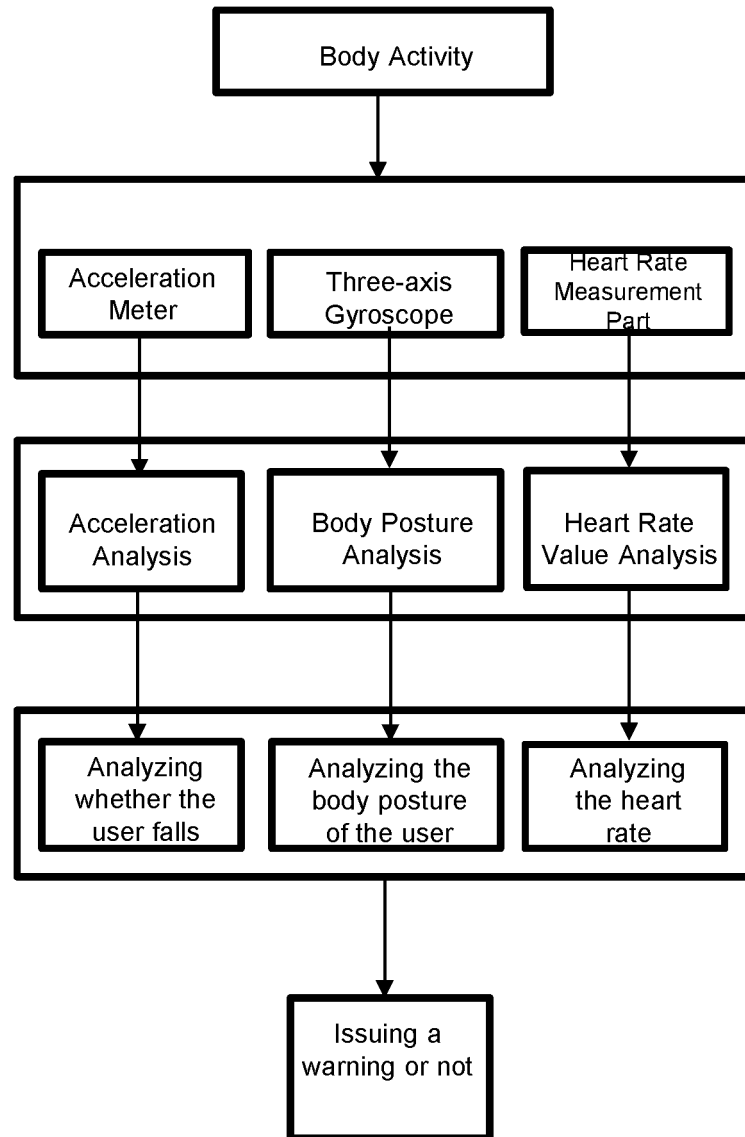 Body Activity
Acceleration
Meter
Three-axis
Gyroscope
Heart Rate
Measurement
Part
Acceleration
Analysis
Body Posture
Analysis
Heart Rate
Value Analysis
Analyzing
whether the
user falls
Analyzing the
body posture
of the user
Analyzing
the heart
rate
Issuing a
warning or not